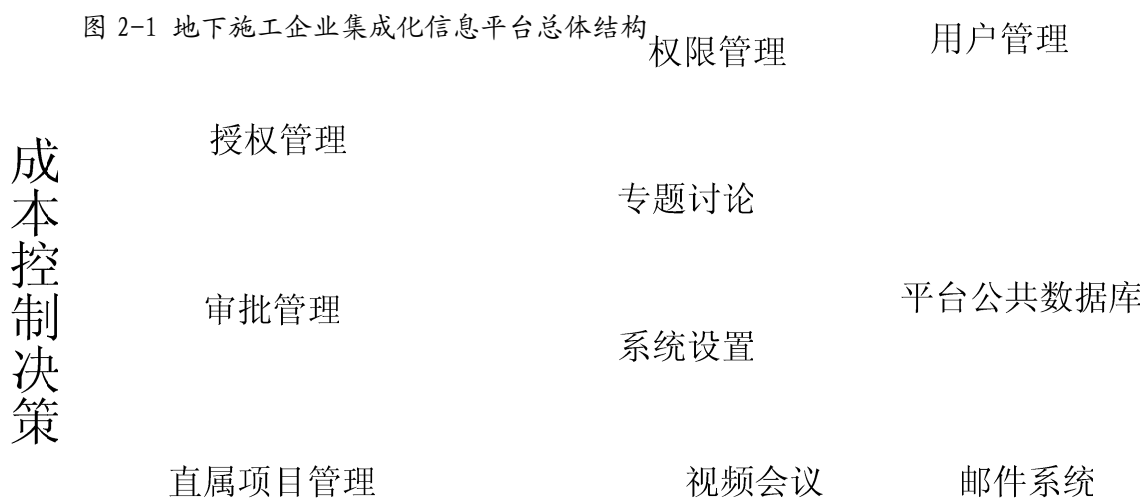 图 2-1 地下施工企业集成化信息平台总体结构
权限管理
用户管理
授权管理
成本控制决策
专题讨论
审批管理
平台公共数据库
系统设置
直属项目管理
视频会议
邮件系统